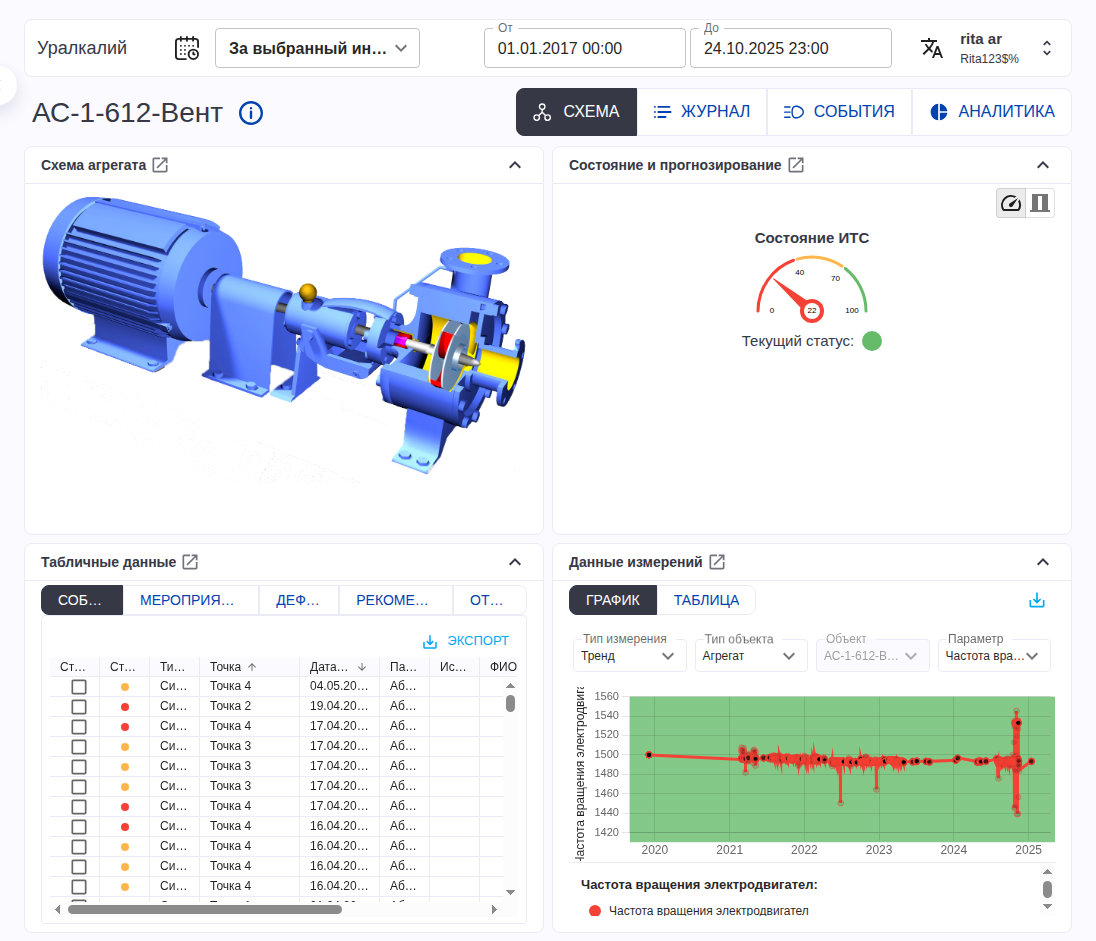 Уралкалий
За выбранный ин…
От
01.01.2017 00:00
До
24.10.2025 23:00
rita ar
Rita123$%
АС-1-612-Вент
СХЕМА
ЖУРНАЛ
СОБЫТИЯ
АНАЛИТИКА
Схема агрегата
Состояние и прогнозирование
Состояние ИТС
0
40
70
100
22
Текущий статус:
Табличные данные
СОБ…
МЕРОПРИЯ…
ДЕФ…
РЕКОМЕ…
ОТ…
ЭКСПОРТ
Ст… Ст… Ти… Точка Дата… Па… Ис… ФИО
Си… Точка 4 04.05.20… Аб…
Си… Точка 2 19.04.20… Аб…
Си… Точка 4 17.04.20… Аб…
Си… Точка 3 17.04.20… Аб…
Си… Точка 3 17.04.20… Аб…
Си… Точка 3 17.04.20… Аб…
Си… Точка 4 17.04.20… Аб…
Си… Точка 4 16.04.20… Аб…
Си… Точка 4 16.04.20… Аб…
Си… Точка 4 16.04.20… Аб…
Си… Точка 4 16.04.20… Аб…
Данные измерений
ГРАФИК
ТАБЛИЦА
Тип измерения
Тренд
Тип объекта
Агрегат
Объект
АС-1-612-В…
Параметр
Частота вра…
Частота вращения электродвига
1560
1540
1520
1500
1480
1460
1440
1420
2020 2021 2022 2023 2024 2025
Частота вращения электродвигател:
Частота вращения электродвигател